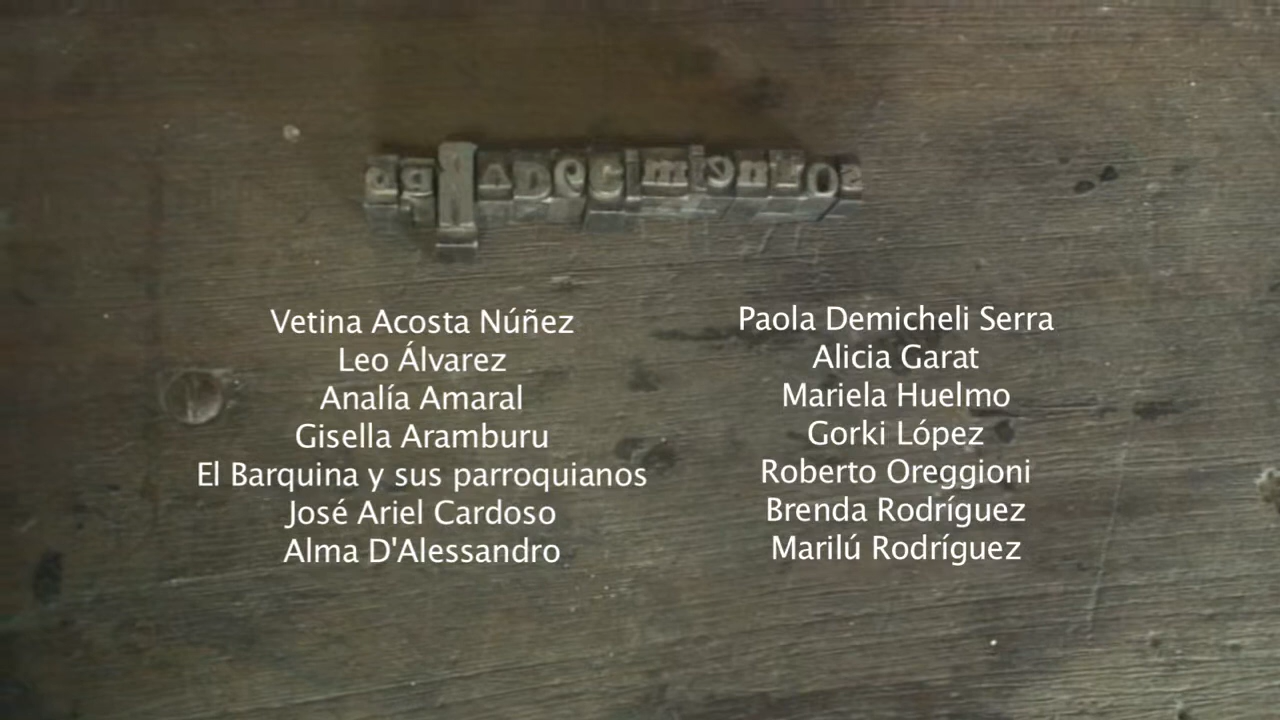 agRADecimientos
Vetina Acosta Núñez
Leo Álvarez
Analía Amaral
Gisella Aramburu
El Barquina y sus parroquianos
José Ariel Cardoso
Alma D'Alessandro
Paola Demicheli Serra
Alicia Garat
Mariela Huelmo
Gorki López
Roberto Oreggioni
Brenda Rodríguez
Marilú Rodríguez